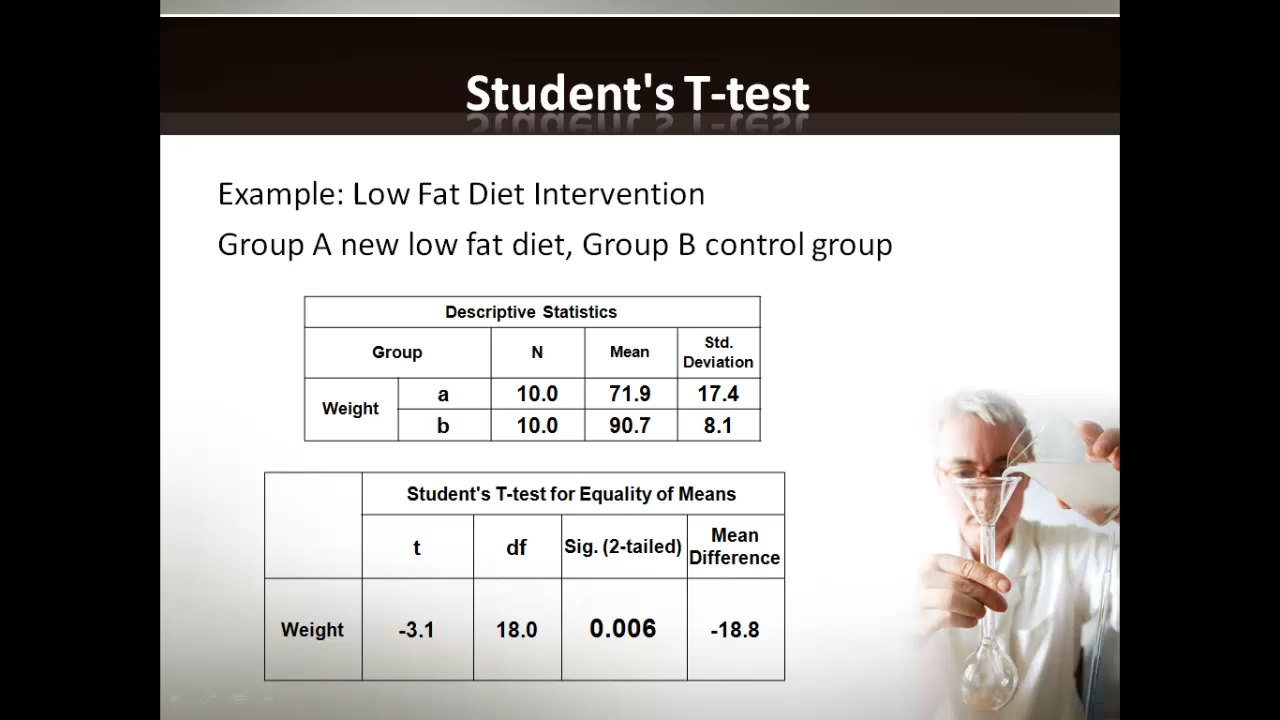 Student's T-test
Example: Low Fat Diet Intervention
Group A new low fat diet, Group B control group
Descriptive Statistics
Group N Mean Std. Deviation
Weight a 10.0 71.9 17.4
b 10.0 90.7 8.1
Student's T-test for Equality of Means
t df Sig. (2-tailed) Mean Difference
Weight -3.1 18.0 0.006 -18.8